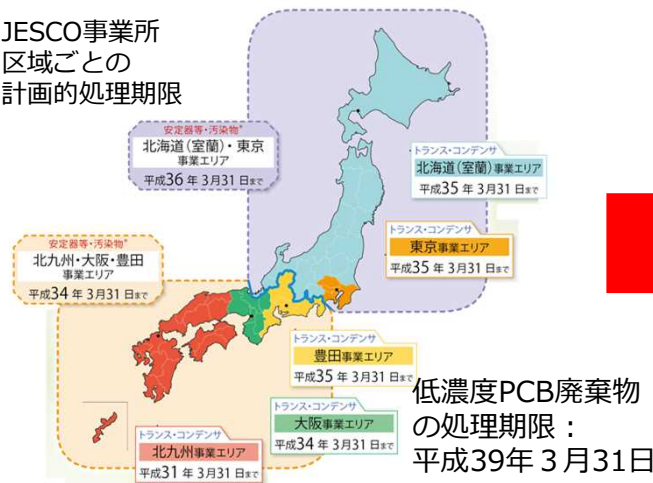 JESCO事業所
区域ごとの
計画的処理期限
安定器等・汚染物*
北海道(室蘭)・東京
事業エリア
平成36年3月31日まで
トランス・コンデンサ
北海道(室蘭)事業エリア
平成35年3月31日まで
トランス・コンデンサ
東京事業エリア
平成35年3月31日まで
安定器等・汚染物*
北九州・大阪・豊田
事業エリア
平成34年3月31日まで
トランス・コンデンサ
豊田事業エリア
平成35年3月31日まで
トランス・コンデンサ
大阪事業エリア
平成34年3月31日まで
トランス・コンデンサ
北九州事業エリア
平成31年3月31日まで
低濃度PCB廃棄物
の処理期限：
平成39年３月31日